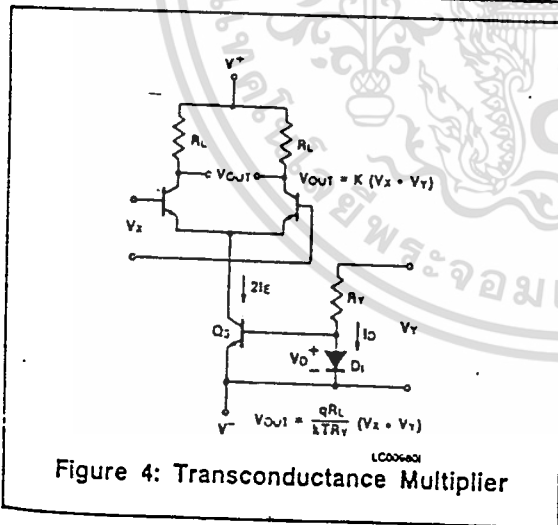 V+
RL
RL
VOUT
VOUT = K (VX • VY)
VX
2IE
RY
VY
Q3
ID
VD
+
−
D1
V−
VOUT = qRL/kTRY (VX • VY)
Figure 4: Transconductance Multiplier